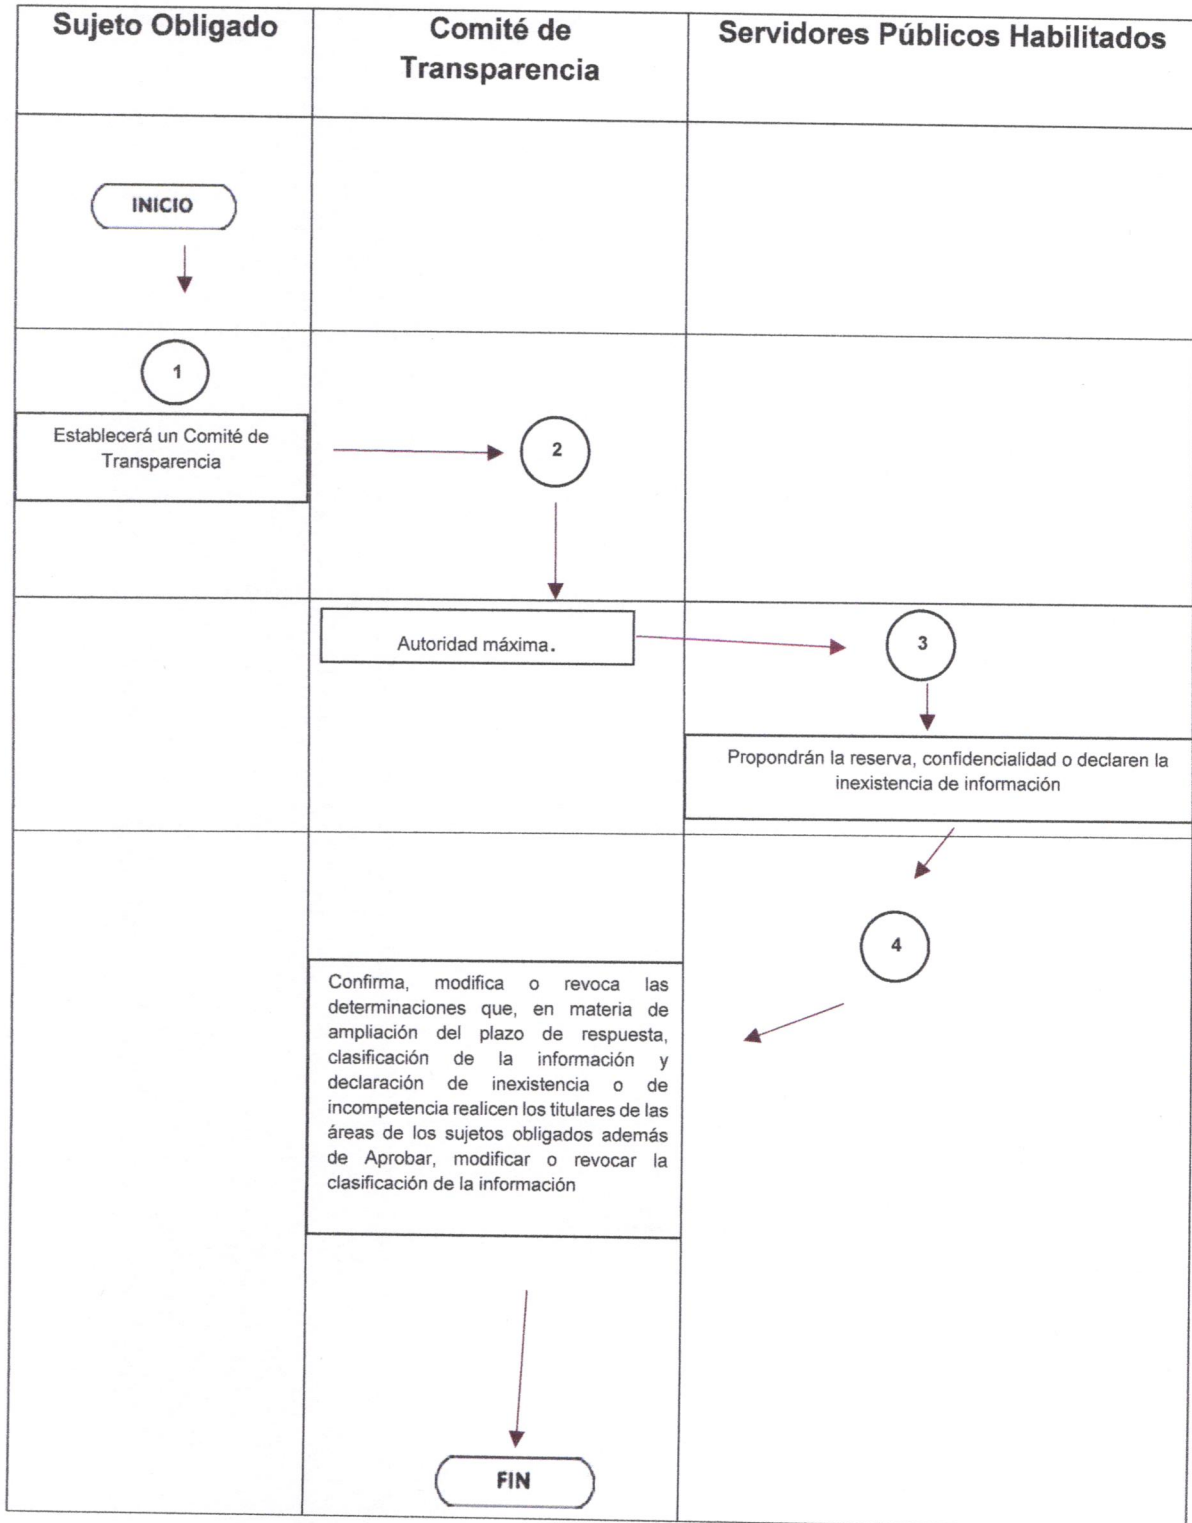 Sujeto Obligado
Comité de
Transparencia
Servidores Públicos Habilitados
INICIO
1
Establecerá un Comité de
Transparencia
2
Autoridad máxima.
3
Propondrán la reserva, confidencialidad o declaren la
inexistencia de información
4
Confirma, modifica o revoca las
determinaciones que, en materia de
ampliación del plazo de respuesta,
clasificación de la información y
declaración de inexistencia o de
incompetencia realicen los titulares de las
áreas de los sujetos obligados además
de Aprobar, modificar o revocar la
clasificación de la información
FIN